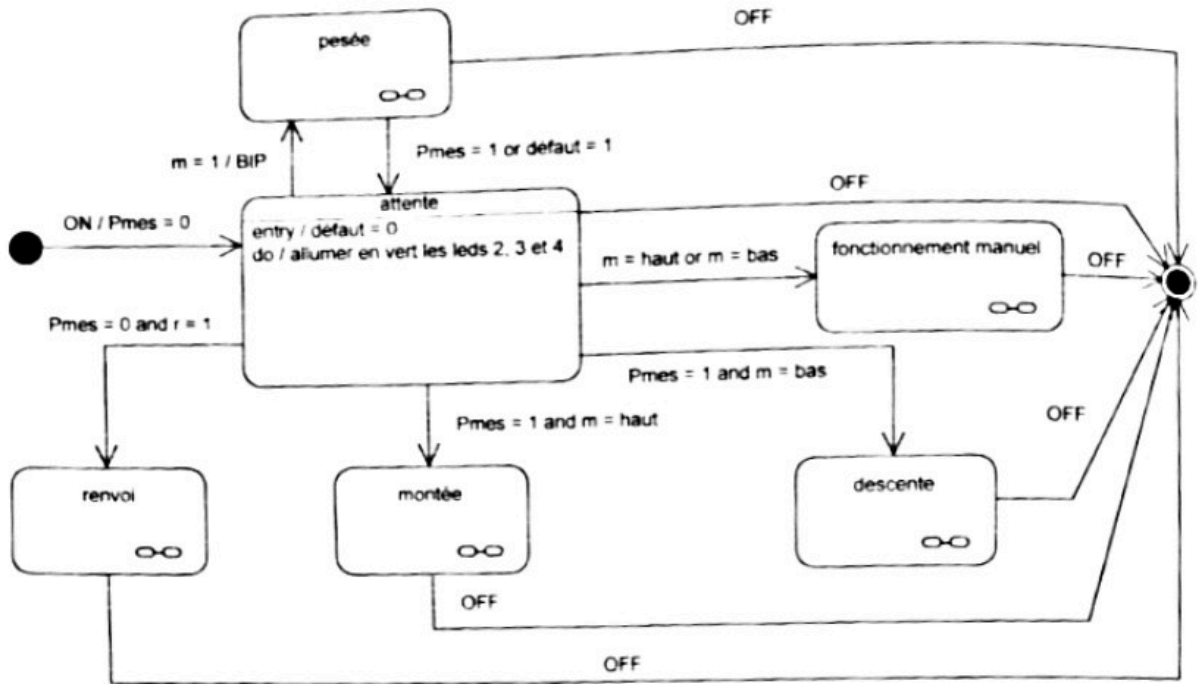 OFF
pesée
m = 1 / BIP
Pmes = 1 or défaut = 1
OFF
attente
ON / Pmes = 0
entry / défaut = 0
do / allumer en vert les leds 2, 3 et 4
fonctionnement manuel
m = haut or m = bas
OFF
Pmes = 0 and r = 1
Pmes = 1 and m = bas
Pmes = 1 and m = haut
OFF
renvoi
montée
descente
OFF
OFF